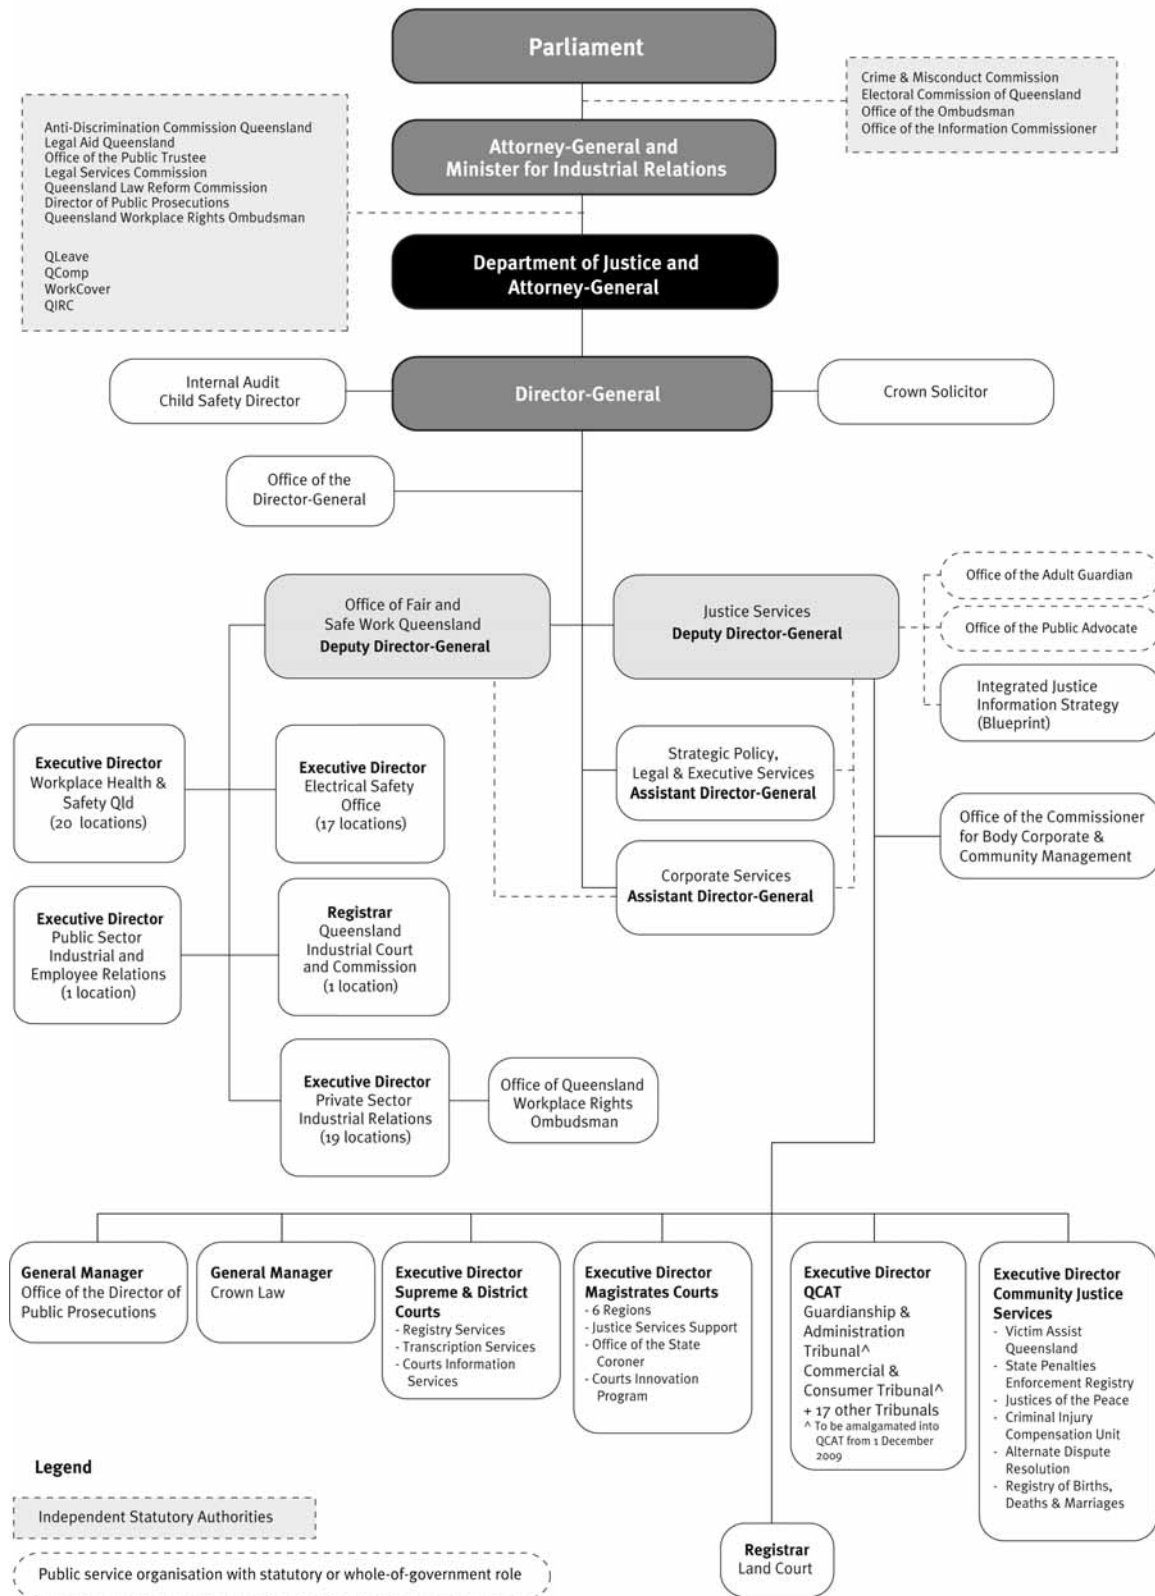 Parliament
Crime & Misconduct Commission
Electoral Commission of Queensland
Office of the Ombudsman
Office of the Information Commissioner
Anti-Discrimination Commission Queensland
Legal Aid Queensland
Office of the Public Trustee
Legal Services Commission
Queensland Law Reform Commission
Director of Public Prosecutions
Queensland Workplace Rights Ombudsman
QLeave
QComp
WorkCover
QIRC
Attorney-General and
Minister for Industrial Relations
Department of Justice and
Attorney-General
Internal Audit
Child Safety Director
Director-General
Crown Solicitor
Office of the
Director-General
Office of Fair and
Safe Work Queensland
Deputy Director-General
Justice Services
Deputy Director-General
Office of the Adult Guardian
Office of the Public Advocate
Integrated Justice
Information Strategy
(Blueprint)
Executive Director
Workplace Health &
Safety Qld
(20 locations)
Executive Director
Electrical Safety
Office
(17 locations)
Strategic Policy,
Legal & Executive Services
Assistant Director-General
Office of the Commissioner
for Body Corporate &
Community Management
Corporate Services
Assistant Director-General
Executive Director
Public Sector
Industrial and
Employee Relations
(1 location)
Registrar
Queensland
Industrial Court
and Commission
(1 location)
Executive Director
Private Sector
Industrial Relations
(19 locations)
Office of Queensland
Workplace Rights
Ombudsman
General Manager
Office of the Director of
Public Prosecutions
General Manager
Crown Law
Executive Director
Supreme & District
Courts
- Registry Services
- Transcription Services
- Courts Information
Services
Executive Director
Magistrates Courts
- 6 Regions
- Justice Services Support
- Office of the State
Coroner
- Courts Innovation
Program
Executive Director
QCAT
Guardianship &
Administration
Tribunal^
Commercial &
Consumer Tribunal^
+ 17 other Tribunals
^ To be amalgamated into
QCAT from 1 December
2009
Executive Director
Community Justice
Services
- Victim Assist
Queensland
- State Penalties
Enforcement Registry
- Justices of the Peace
- Criminal Injury
Compensation Unit
- Alternate Dispute
Resolution
- Registry of Births,
Deaths & Marriages
Registrar
Land Court
Legend
Independent Statutory Authorities
Public service organisation with statutory or whole-of-government role